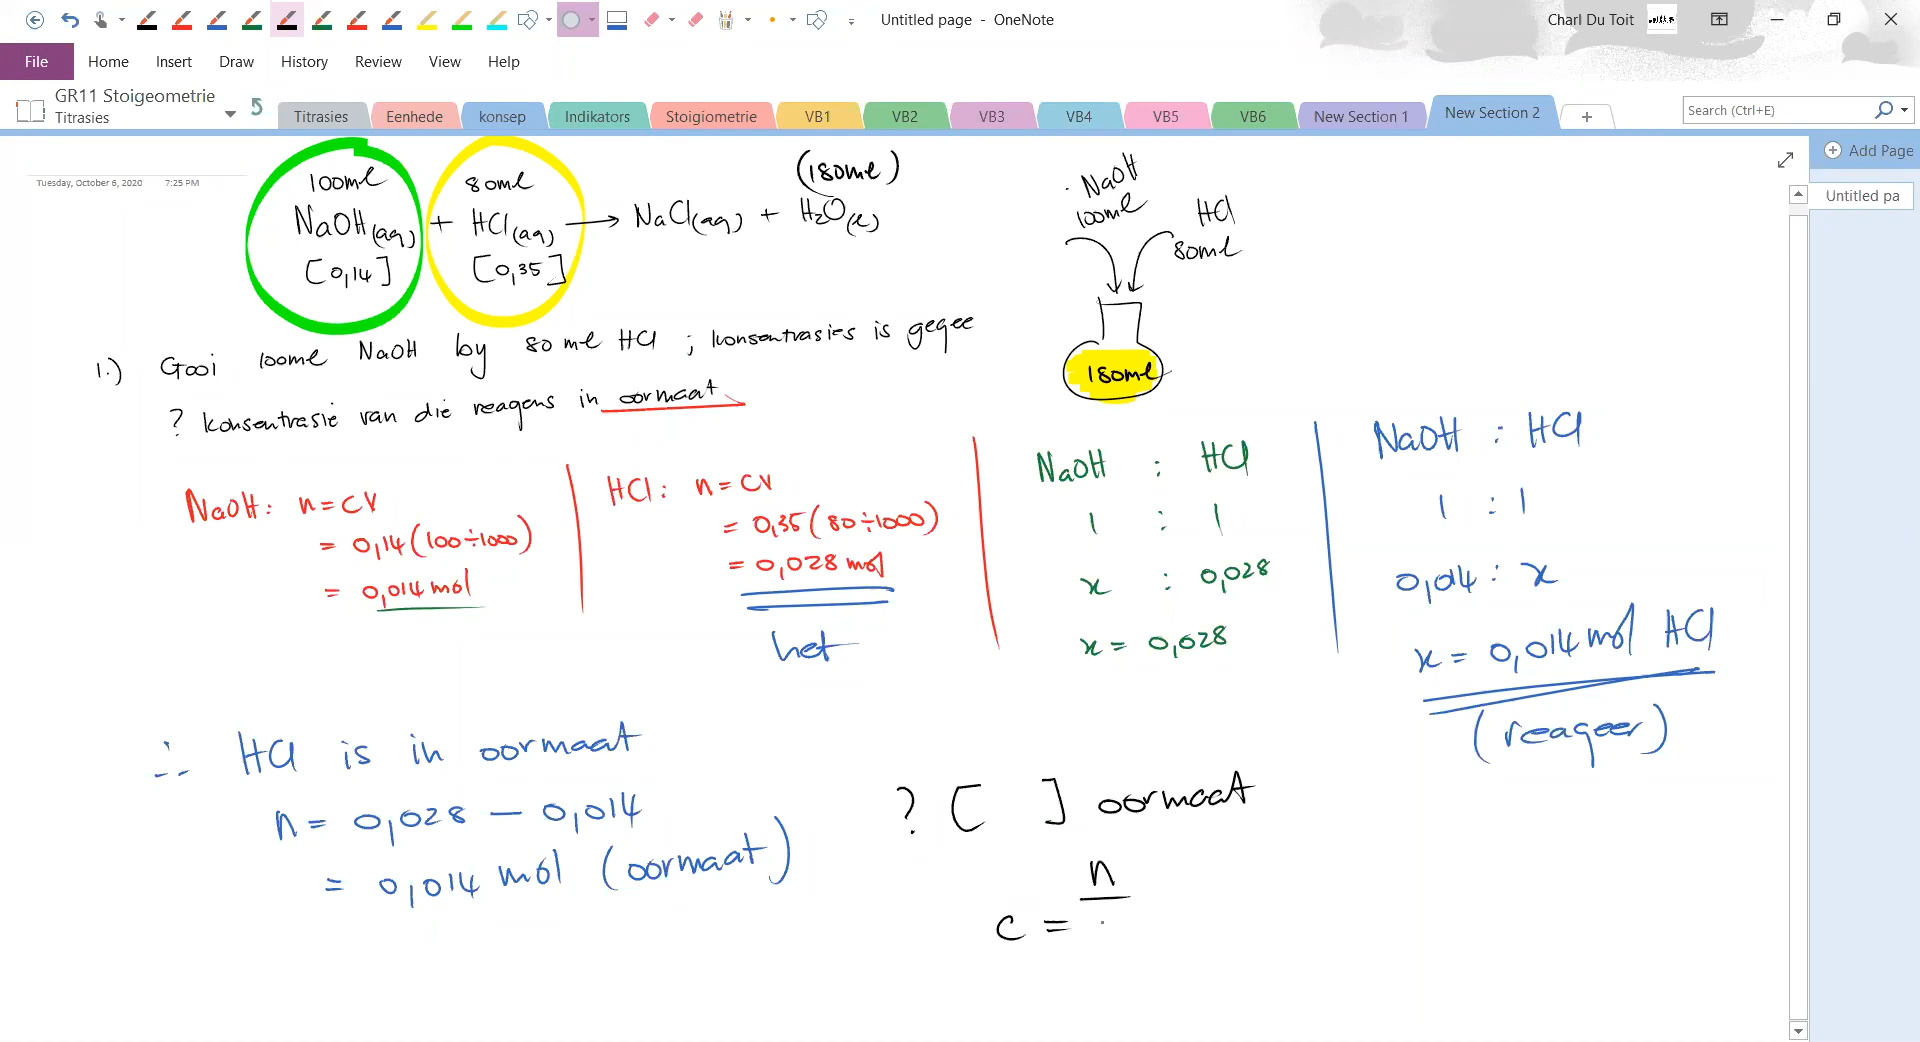 Untitled page - OneNote
Charl Du Toit
File Home Insert Draw History Review View Help
GR11 Stoigeometrie
Titrasies
Titrasies Eenhede konsep Indikators Stoigiometrie VB1 VB2 VB3 VB4 VB5 VB6 New Section 1 New Section 2 +
Search (Ctrl+E)
Add Page
Untitled pa
Tuesday, October 6, 2020 7:25 PM
100ml 80ml (180ml)
NaOH(aq) + HCl(aq) → NaCl(aq) + H₂O(ℓ)
[0,14] [0,35]
NaOH
100ml
HCl
80ml
180ml
1.) Gooi 100ml NaOH by 80 ml HCl ; konsentrasies is gegee
? Konsentrasie van die reagens in oormaat
NaOH: n = cv
= 0,14 (100÷1000)
= 0,014 mol
HCl: n = cv
= 0,35 (80÷1000)
= 0,028 mol
het
NaOH : HCl
1 : 1
x : 0,028
x = 0,028
NaOH : HCl
1 : 1
0,014 : x
x = 0,014 mol HCl
(reageer)
∴ HCl is in oormaat
n = 0,028 - 0,014
= 0,014 mol (oormaat)
? [ ] oormaat
n
c =